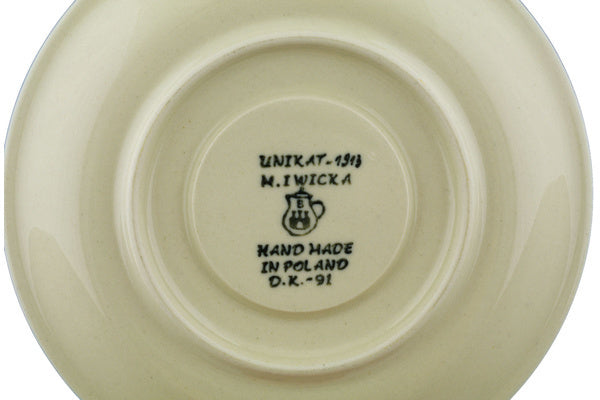 UNIKAT-1913
M.IWICKA
B
HAND MADE
IN POLAND
D.K.-91